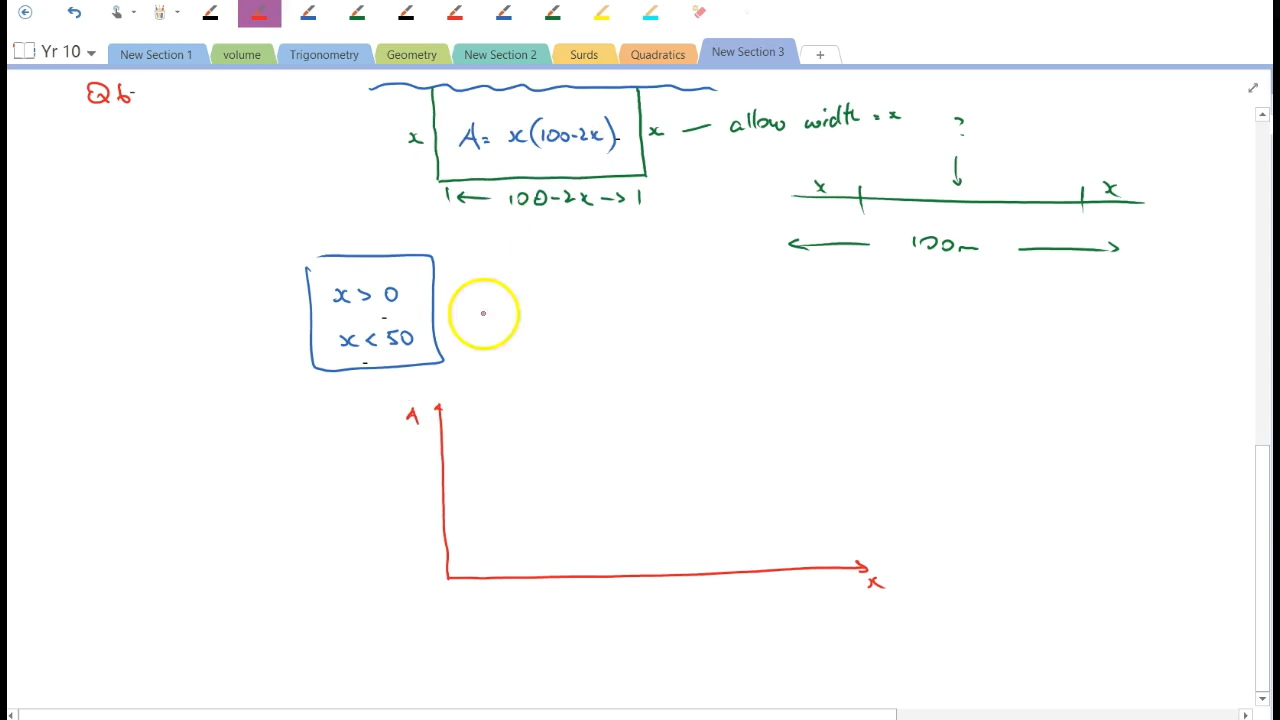 Yr 10
New Section 1
volume
Trigonometry
Geometry
New Section 2
Surds
Quadratics
New Section 3
+
Q6
x
A = x(100-2x)
x — allow width = x
?
100-2x
x
x
100m
x > 0
x < 50
A
x